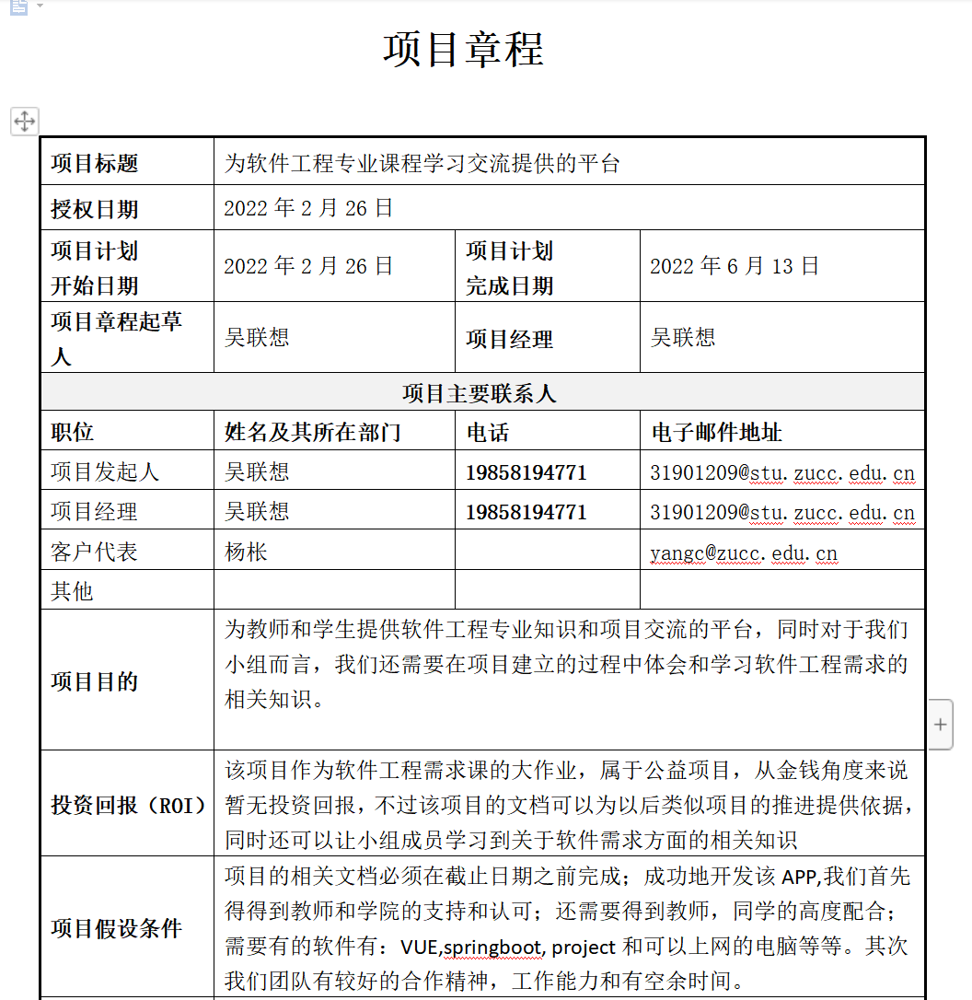 项目章程
项目标题 为软件工程专业课程学习交流提供的平台
授权日期 2022 年 2 月 26 日
项目计划
开始日期 2022 年 2 月 26 日 项目计划
完成日期 2022 年 6 月 13 日
项目章程起草
人 吴联想 项目经理 吴联想
项目主要联系人
职位 姓名及其所在部门 电话 电子邮件地址
项目发起人 吴联想 19858194771 31901209@stu.zucc.edu.cn
项目经理 吴联想 19858194771 31901209@stu.zucc.edu.cn
客户代表 杨枨 yangc@zucc.edu.cn
其他
项目目的
为教师和学生提供软件工程专业知识和项目交流的平台，同时对于我们
小组而言，我们还需要在项目建立的过程中体会和学习软件工程需求的
相关知识。
投资回报（ROI）
该项目作为软件工程需求课的大作业，属于公益项目，从金钱角度来说
暂无投资回报，不过该项目的文档可以为以后类似项目的推进提供依据，
同时还可以让小组成员学习到关于软件需求方面的相关知识
项目假设条件
项目的相关文档必须在截止日期之前完成；成功地开发该 APP,我们首先
得得到教师和学院的支持和认可；还需要得到教师，同学的高度配合；
需要有的软件有：VUE,springboot, project 和可以上网的电脑等等。其次
我们团队有较好的合作精神，工作能力和有空余时间。